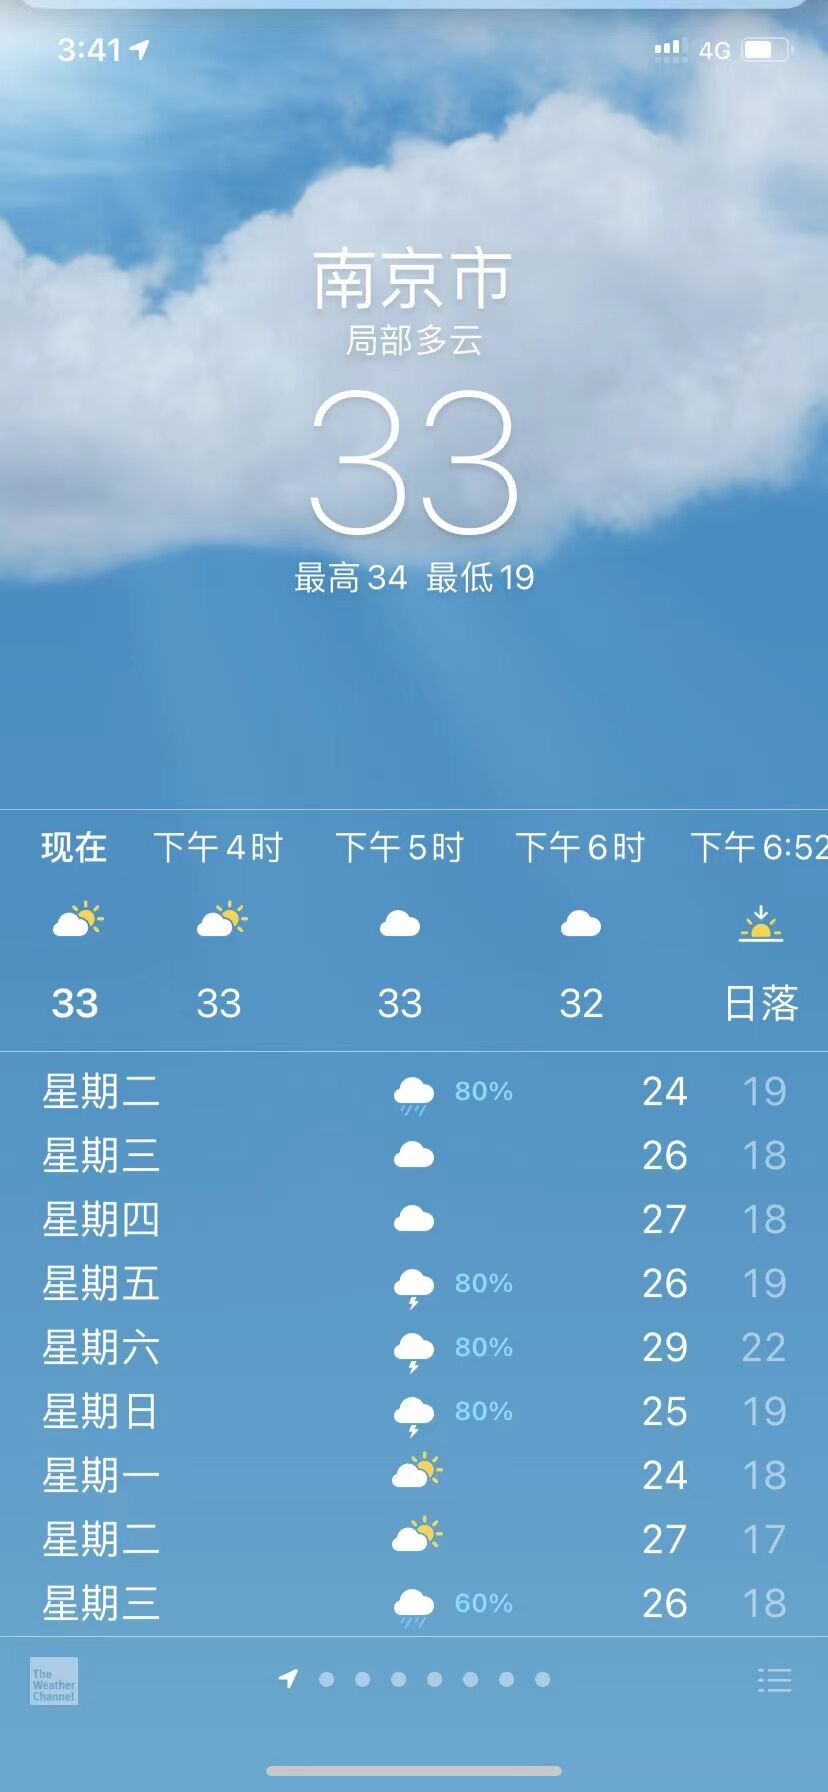 3:41 4G
南京市
局部多云
33
最高34 最低19
现在 下午4时 下午5时 下午6时 下午6:52
33 33 33 32 日落
星期二 80% 24 19
星期三 26 18
星期四 27 18
星期五 80% 26 19
星期六 80% 29 22
星期日 80% 25 19
星期一 24 18
星期二 27 17
星期三 60% 26 18
The
Weather
Channel